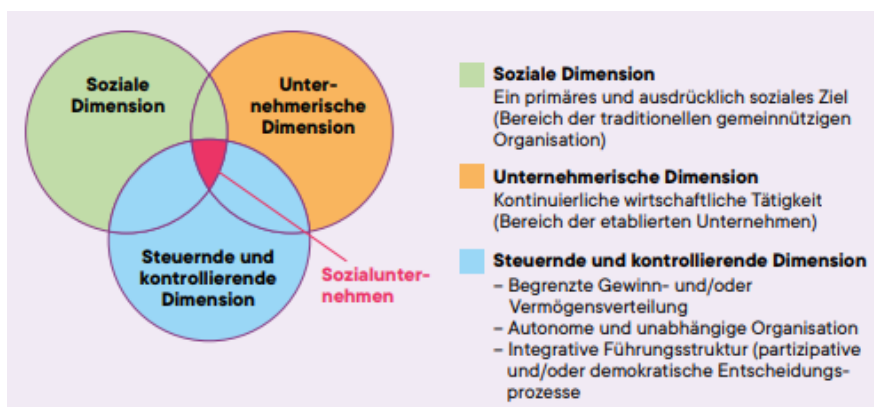 Soziale
Dimension
Unter-
nehmerische
Dimension
Steuernde und
kontrollierende
Dimension
Sozialunter-
nehmen
Soziale Dimension
Ein primäres und ausdrücklich soziales Ziel
(Bereich der traditionellen gemeinnützigen
Organisation)
Unternehmerische Dimension
Kontinuierliche wirtschaftliche Tätigkeit
(Bereich der etablierten Unternehmen)
Steuernde und kontrollierende Dimension
– Begrenzte Gewinn- und/oder
Vermögensverteilung
– Autonome und unabhängige Organisation
– Integrative Führungsstruktur (partizipative
und/oder demokratische Entscheidungs-
prozesse